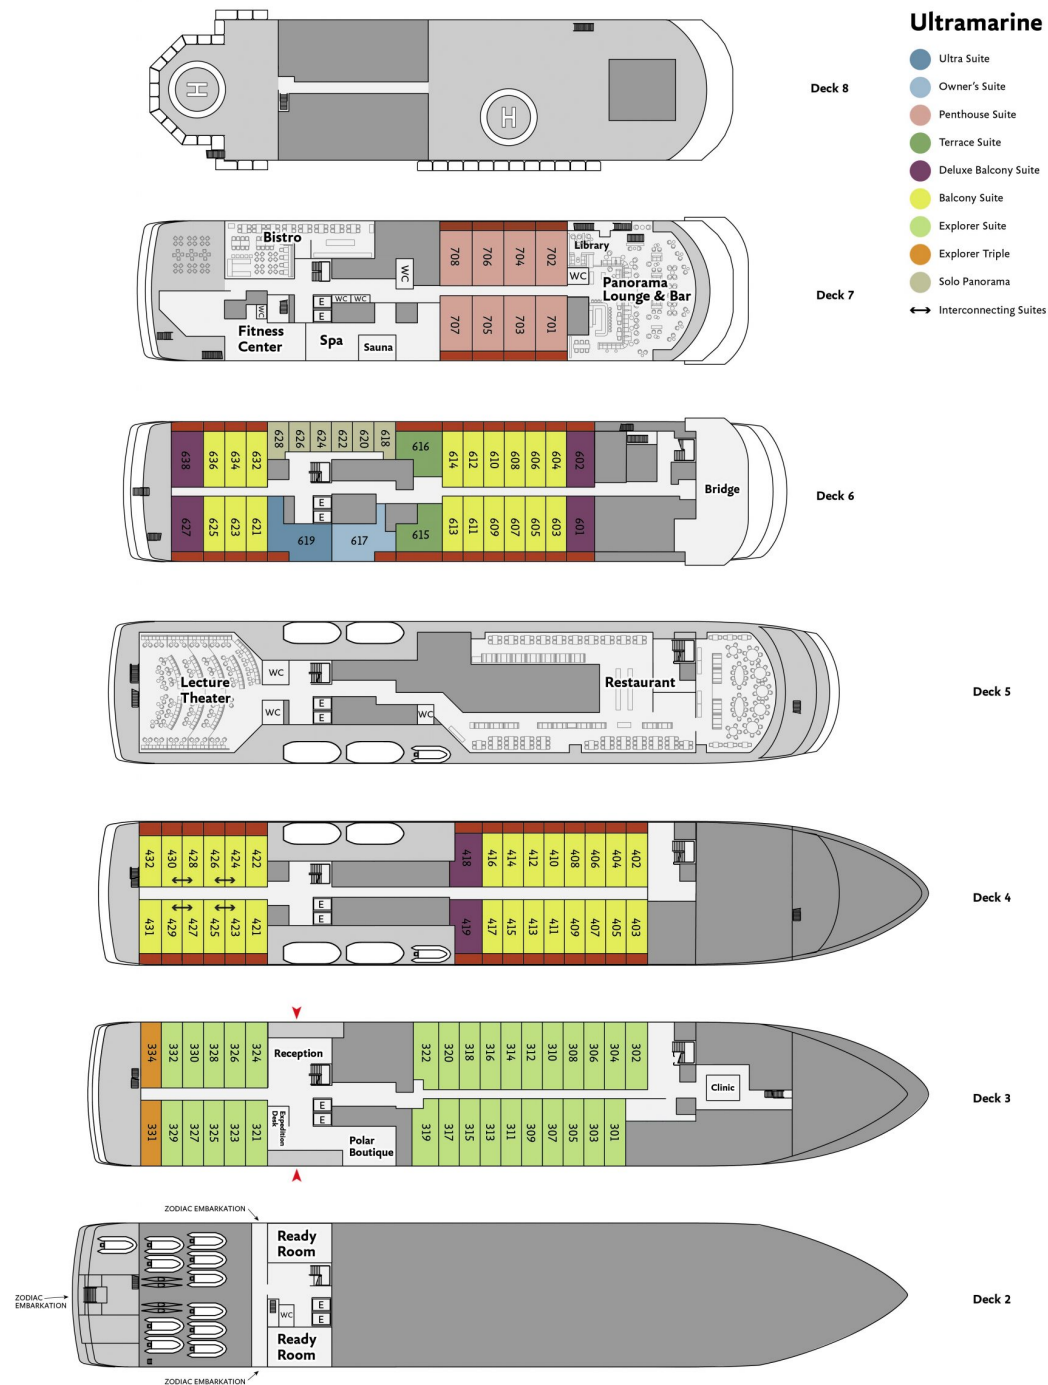 Ultramarine
Ultra Suite
Owner's Suite
Penthouse Suite
Terrace Suite
Deluxe Balcony Suite
Balcony Suite
Explorer Suite
Explorer Triple
Solo Panorama
Interconnecting Suites
Deck 8
H
H
Deck 7
Bistro
WC
708 706 704 702
Library
WC
Panorama
Lounge & Bar
E WC WC
E
WC
Fitness
Center
Spa
Sauna
707 705 703 701
Deck 6
638 636 634 632 628 626 624 622 620 618 616 614 612 610 608 606 604 602
E
E
Bridge
627 625 623 621 619 617 615 613 611 609 607 605 603 601
Deck 5
Lecture
Theater
WC
WC
E
E
WC
Restaurant
Deck 4
432 430 428 426 424 422 418 416 414 412 410 408 406 404 402
E
E
431 429 427 425 423 421 419 417 415 413 411 409 407 405 403
Deck 3
334 332 330 328 326 324
Reception
322 320 318 316 314 312 310 308 306 304 302
Clinic
E
E
331 329 327 325 323 321
Expedition
Desk
Polar
Boutique
319 317 315 313 311 309 307 305 303 301
Deck 2
ZODIAC EMBARKATION
Ready
Room
ZODIAC
EMBARKATION
WC
E
E
Ready
Room
ZODIAC EMBARKATION